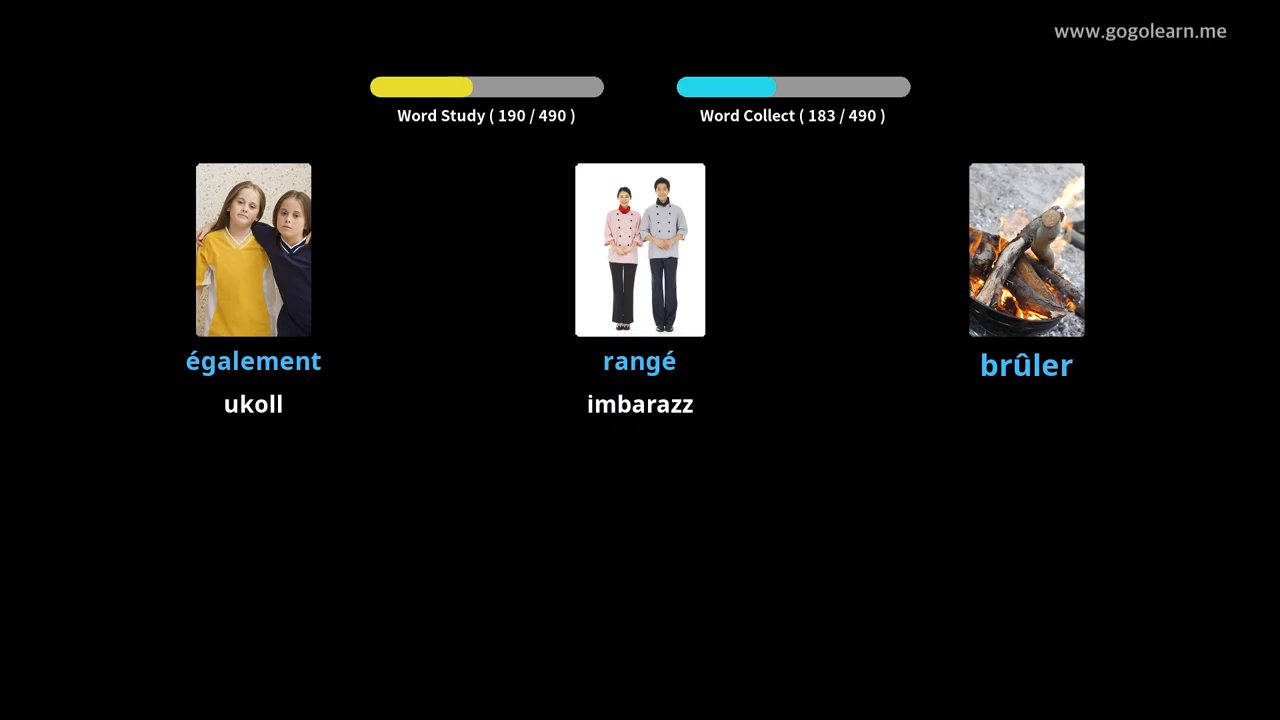 www.gogolearn.me
Word Study ( 190 / 490 )
Word Collect ( 183 / 490 )
également
rangé
brûler
ukoll
imbarazz